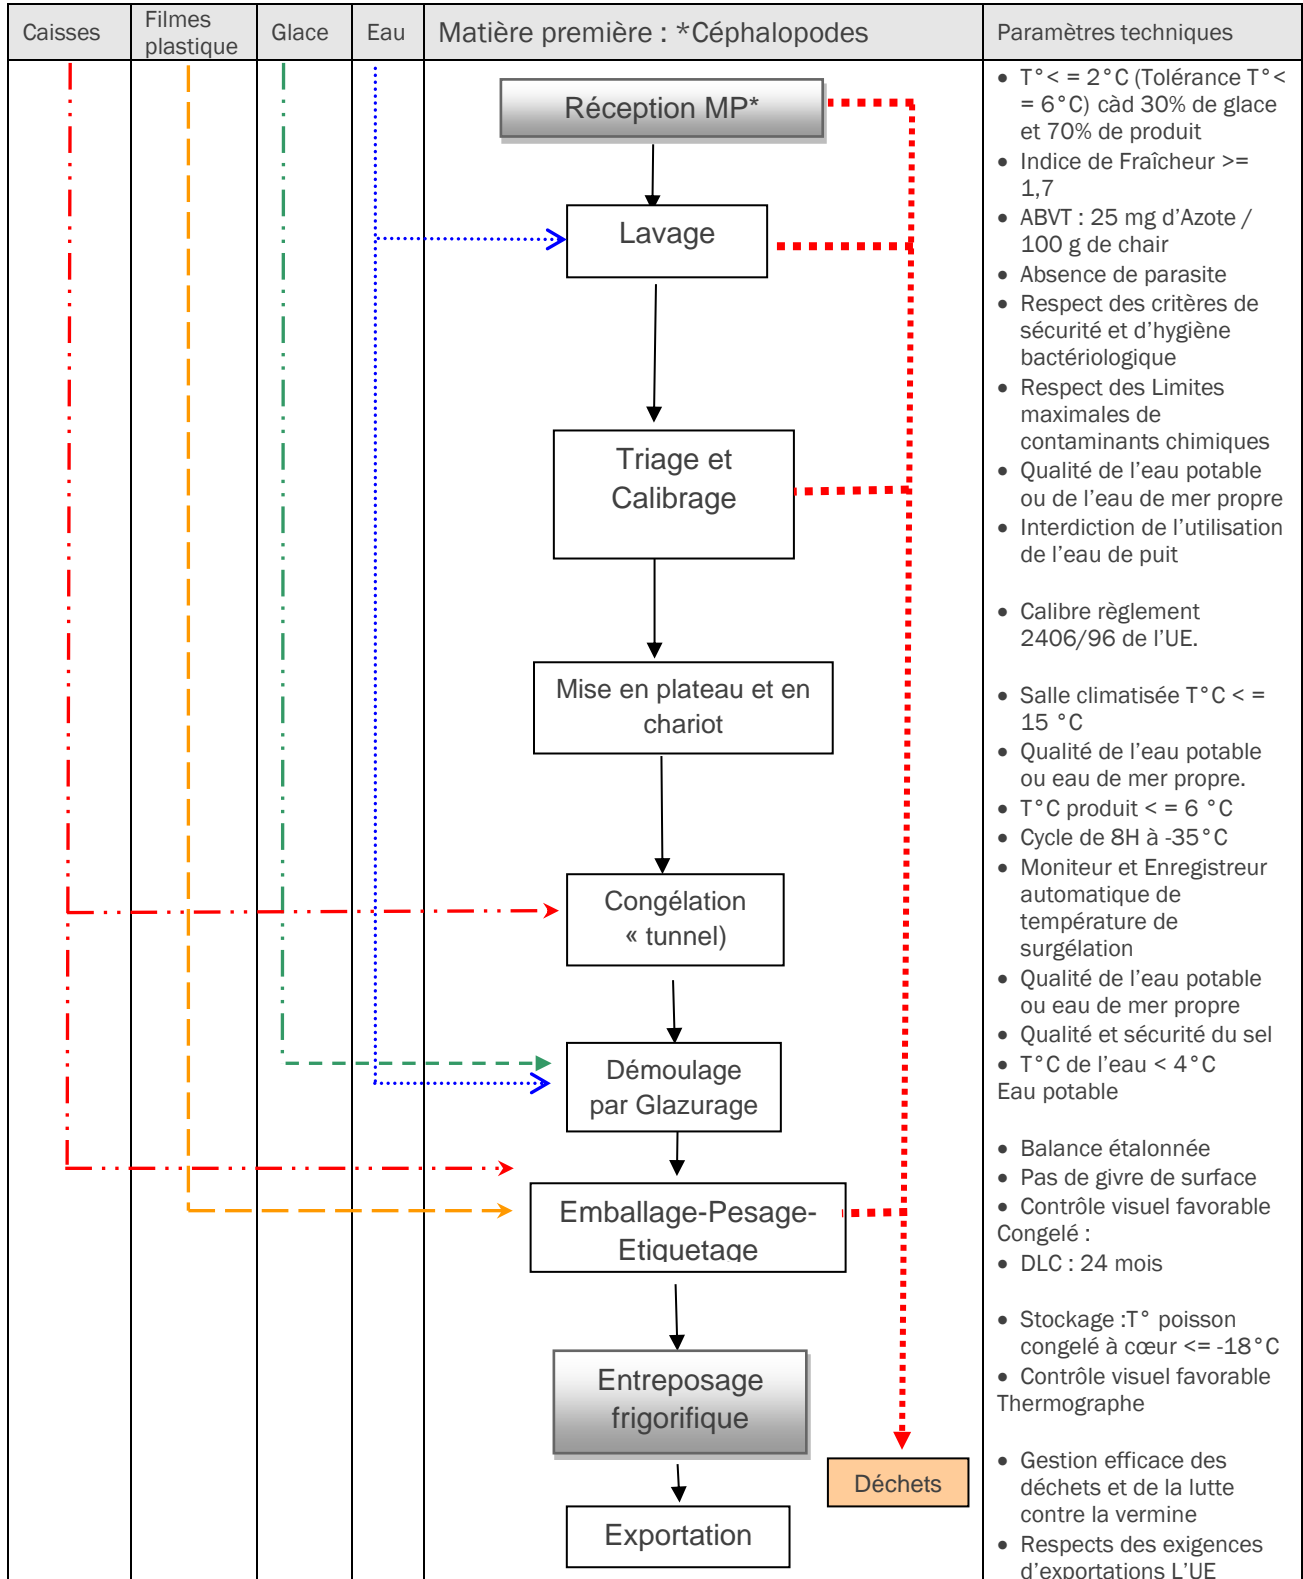 Caisses
Filmes
plastique
Glace
Eau
Matière première : *Céphalopodes
Paramètres techniques
Réception MP*
Lavage
Triage et
Calibrage
Mise en plateau et en
chariot
Congélation
« tunnel)
Démoulage
par Glazurage
Emballage-Pesage-
Etiquetage
Entreposage
frigorifique
Exportation
Déchets
• T°< = 2°C (Tolérance T°<
= 6°C) càd 30% de glace
et 70% de produit
• Indice de Fraîcheur >=
1,7
• ABVT : 25 mg d’Azote /
100 g de chair
• Absence de parasite
• Respect des critères de
sécurité et d’hygiène
bactériologique
• Respect des Limites
maximales de
contaminants chimiques
• Qualité de l’eau potable
ou de l’eau de mer propre
• Interdiction de l’utilisation
de l’eau de puit
• Calibre règlement
2406/96 de l’UE.
• Salle climatisée T°C < =
15 °C
• Qualité de l’eau potable
ou eau de mer propre.
• T°C produit < = 6 °C
• Cycle de 8H à -35°C
• Moniteur et Enregistreur
automatique de
température de
surgélation
• Qualité de l’eau potable
ou eau de mer propre
• Qualité et sécurité du sel
• T°C de l’eau < 4°C
Eau potable
• Balance étalonnée
• Pas de givre de surface
• Contrôle visuel favorable
Congelé :
• DLC : 24 mois
• Stockage :T° poisson
congelé à cœur <= -18°C
• Contrôle visuel favorable
Thermographe
• Gestion efficace des
déchets et de la lutte
contre la vermine
• Respects des exigences
d’exportations L’UE